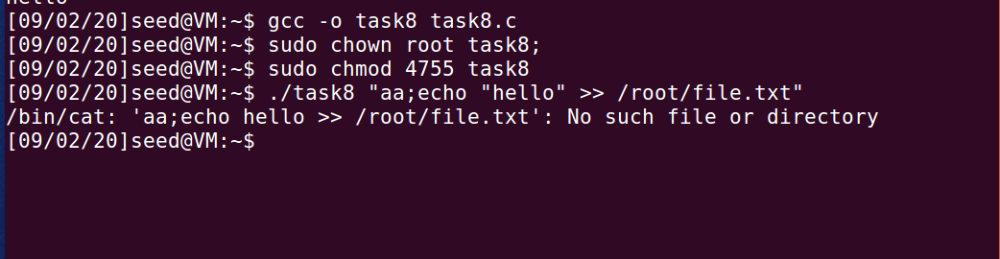 hello
[09/02/20]seed@VM:~$ gcc -o task8 task8.c
[09/02/20]seed@VM:~$ sudo chown root task8;
[09/02/20]seed@VM:~$ sudo chmod 4755 task8
[09/02/20]seed@VM:~$ ./task8 "aa;echo "hello" >> /root/file.txt"
/bin/cat: 'aa;echo hello >> /root/file.txt': No such file or directory
[09/02/20]seed@VM:~$